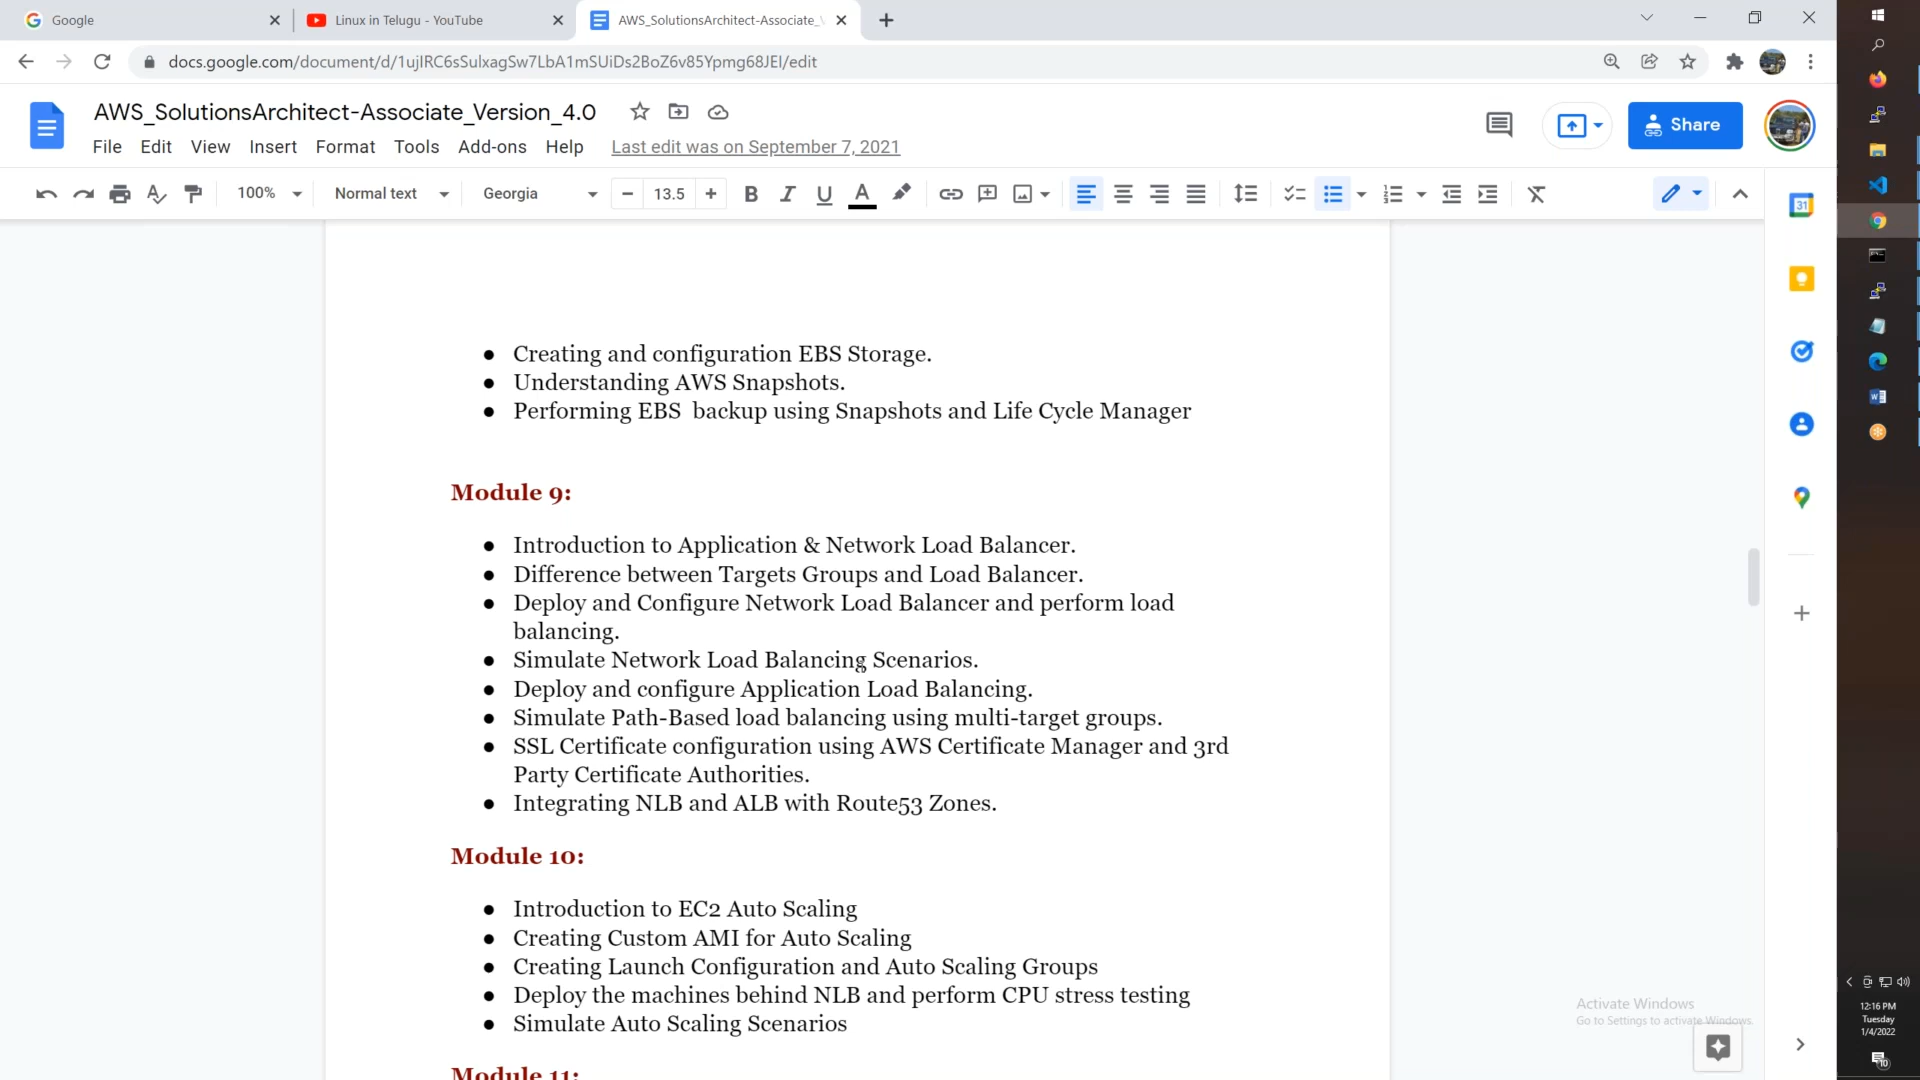 Google
Linux in Telugu - YouTube
AWS_SolutionsArchitect-Associate_V
docs.google.com/document/d/1ujIRC6sSulxagSw7LbA1mSUiDs2BoZ6v85Ypmg68JEI/edit
AWS_SolutionsArchitect-Associate_Version_4.0
Share
File Edit View Insert Format Tools Add-ons Help Last edit was on September 7, 2021
100% Normal text Georgia 13.5
31
● Creating and configuration EBS Storage.
● Understanding AWS Snapshots.
● Performing EBS  backup using Snapshots and Life Cycle Manager
Module 9:
● Introduction to Application & Network Load Balancer.
● Difference between Targets Groups and Load Balancer.
● Deploy and Configure Network Load Balancer and perform load
balancing.
● Simulate Network Load Balancing Scenarios.
● Deploy and configure Application Load Balancing.
● Simulate Path-Based load balancing using multi-target groups.
● SSL Certificate configuration using AWS Certificate Manager and 3rd
Party Certificate Authorities.
● Integrating NLB and ALB with Route53 Zones.
Module 10:
● Introduction to EC2 Auto Scaling
● Creating Custom AMI for Auto Scaling
● Creating Launch Configuration and Auto Scaling Groups
● Deploy the machines behind NLB and perform CPU stress testing
● Simulate Auto Scaling Scenarios
Module 11:
Activate Windows
Go to Settings to activate Windows.
12:16 PM
Tuesday
1/4/2022
10